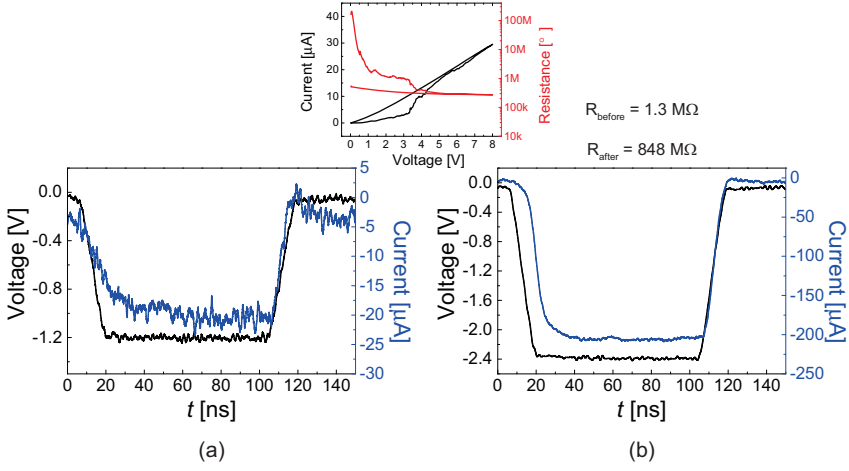 40
30
20
10
0
Current [μA]
100M
10M
1M
100k
10k
Resistance [°]
0 1 2 3 4 5 6 7 8
Voltage [V]
R before = 1.3 MΩ
R after = 848 MΩ
0.0
-0.4
-0.8
-1.2
Voltage [V]
5
0
-5
-10
-15
-20
-25
-30
Current [μA]
0 20 40 60 80 100 120 140
t [ns]
(a)
0.0
-0.4
-0.8
-1.2
-1.6
-2.0
-2.4
Voltage [V]
0
-50
-100
-150
-200
-250
Current [μA]
0 20 40 60 80 100 120 140
t [ns]
(b)